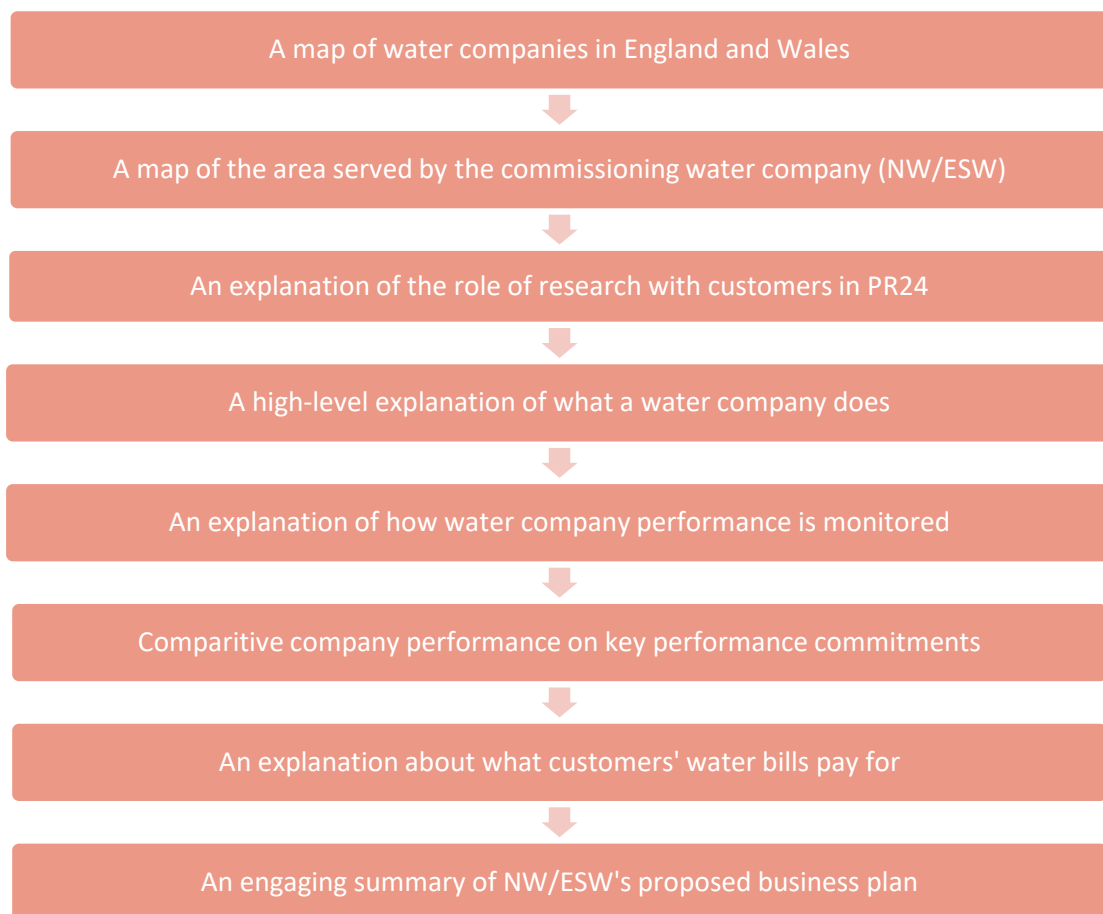 A map of water companies in England and Wales
A map of the area served by the commissioning water company (NW/ESW)
An explanation of the role of research with customers in PR24
A high-level explanation of what a water company does
An explanation of how water company performance is monitored
Comparitive company performance on key performance commitments
An explanation about what customers' water bills pay for
An engaging summary of NW/ESW's proposed business plan